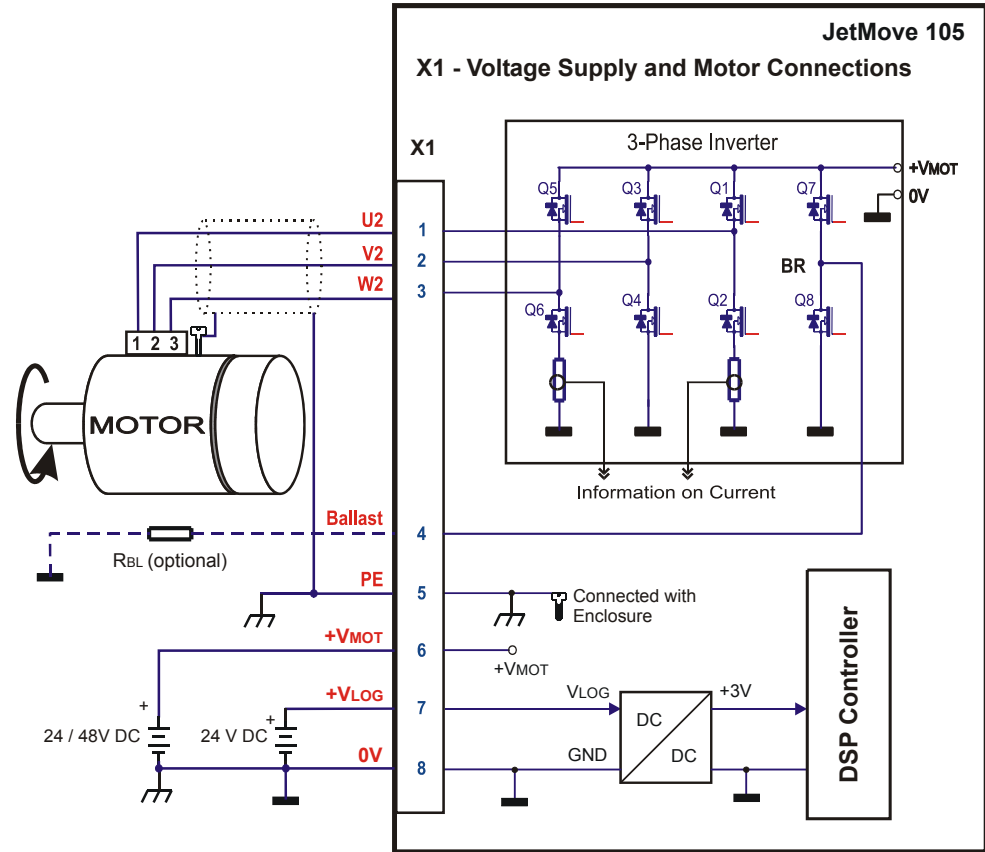 JetMove 105
X1 - Voltage Supply and Motor Connections
X1
3-Phase Inverter
+VMOT
0V
Q5
Q3
Q1
Q7
U2
1
V2
2
W2
3
BR
Q6
Q4
Q2
Q8
1 2 3
MOTOR
Information on Current
Ballast
4
RBL (optional)
PE
5
Connected with
Enclosure
+VMOT
6
+VMOT
+VLOG
7
VLOG
+3V
+
24 / 48V DC
+
24 V DC
DC
DC
0V
8
GND
DSP Controller